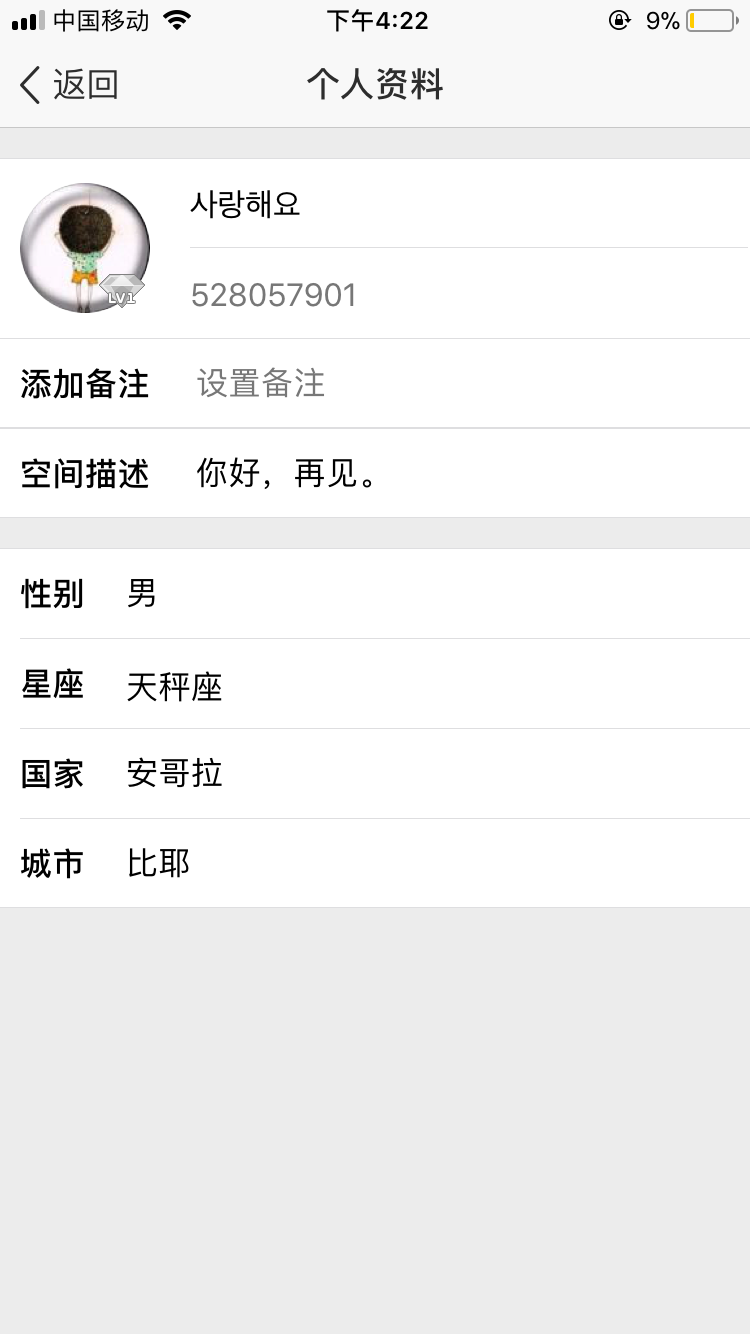 中国移动 下午4:22 9%
返回 个人资料
사랑해요
LV1
528057901
添加备注 设置备注
空间描述 你好，再见。
性别 男
星座 天秤座
国家 安哥拉
城市 比耶